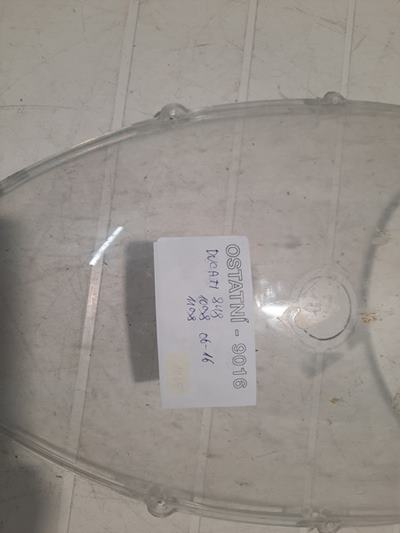 OSTATNÍ - 9016
DUCATI 848
1098 06-16
1198